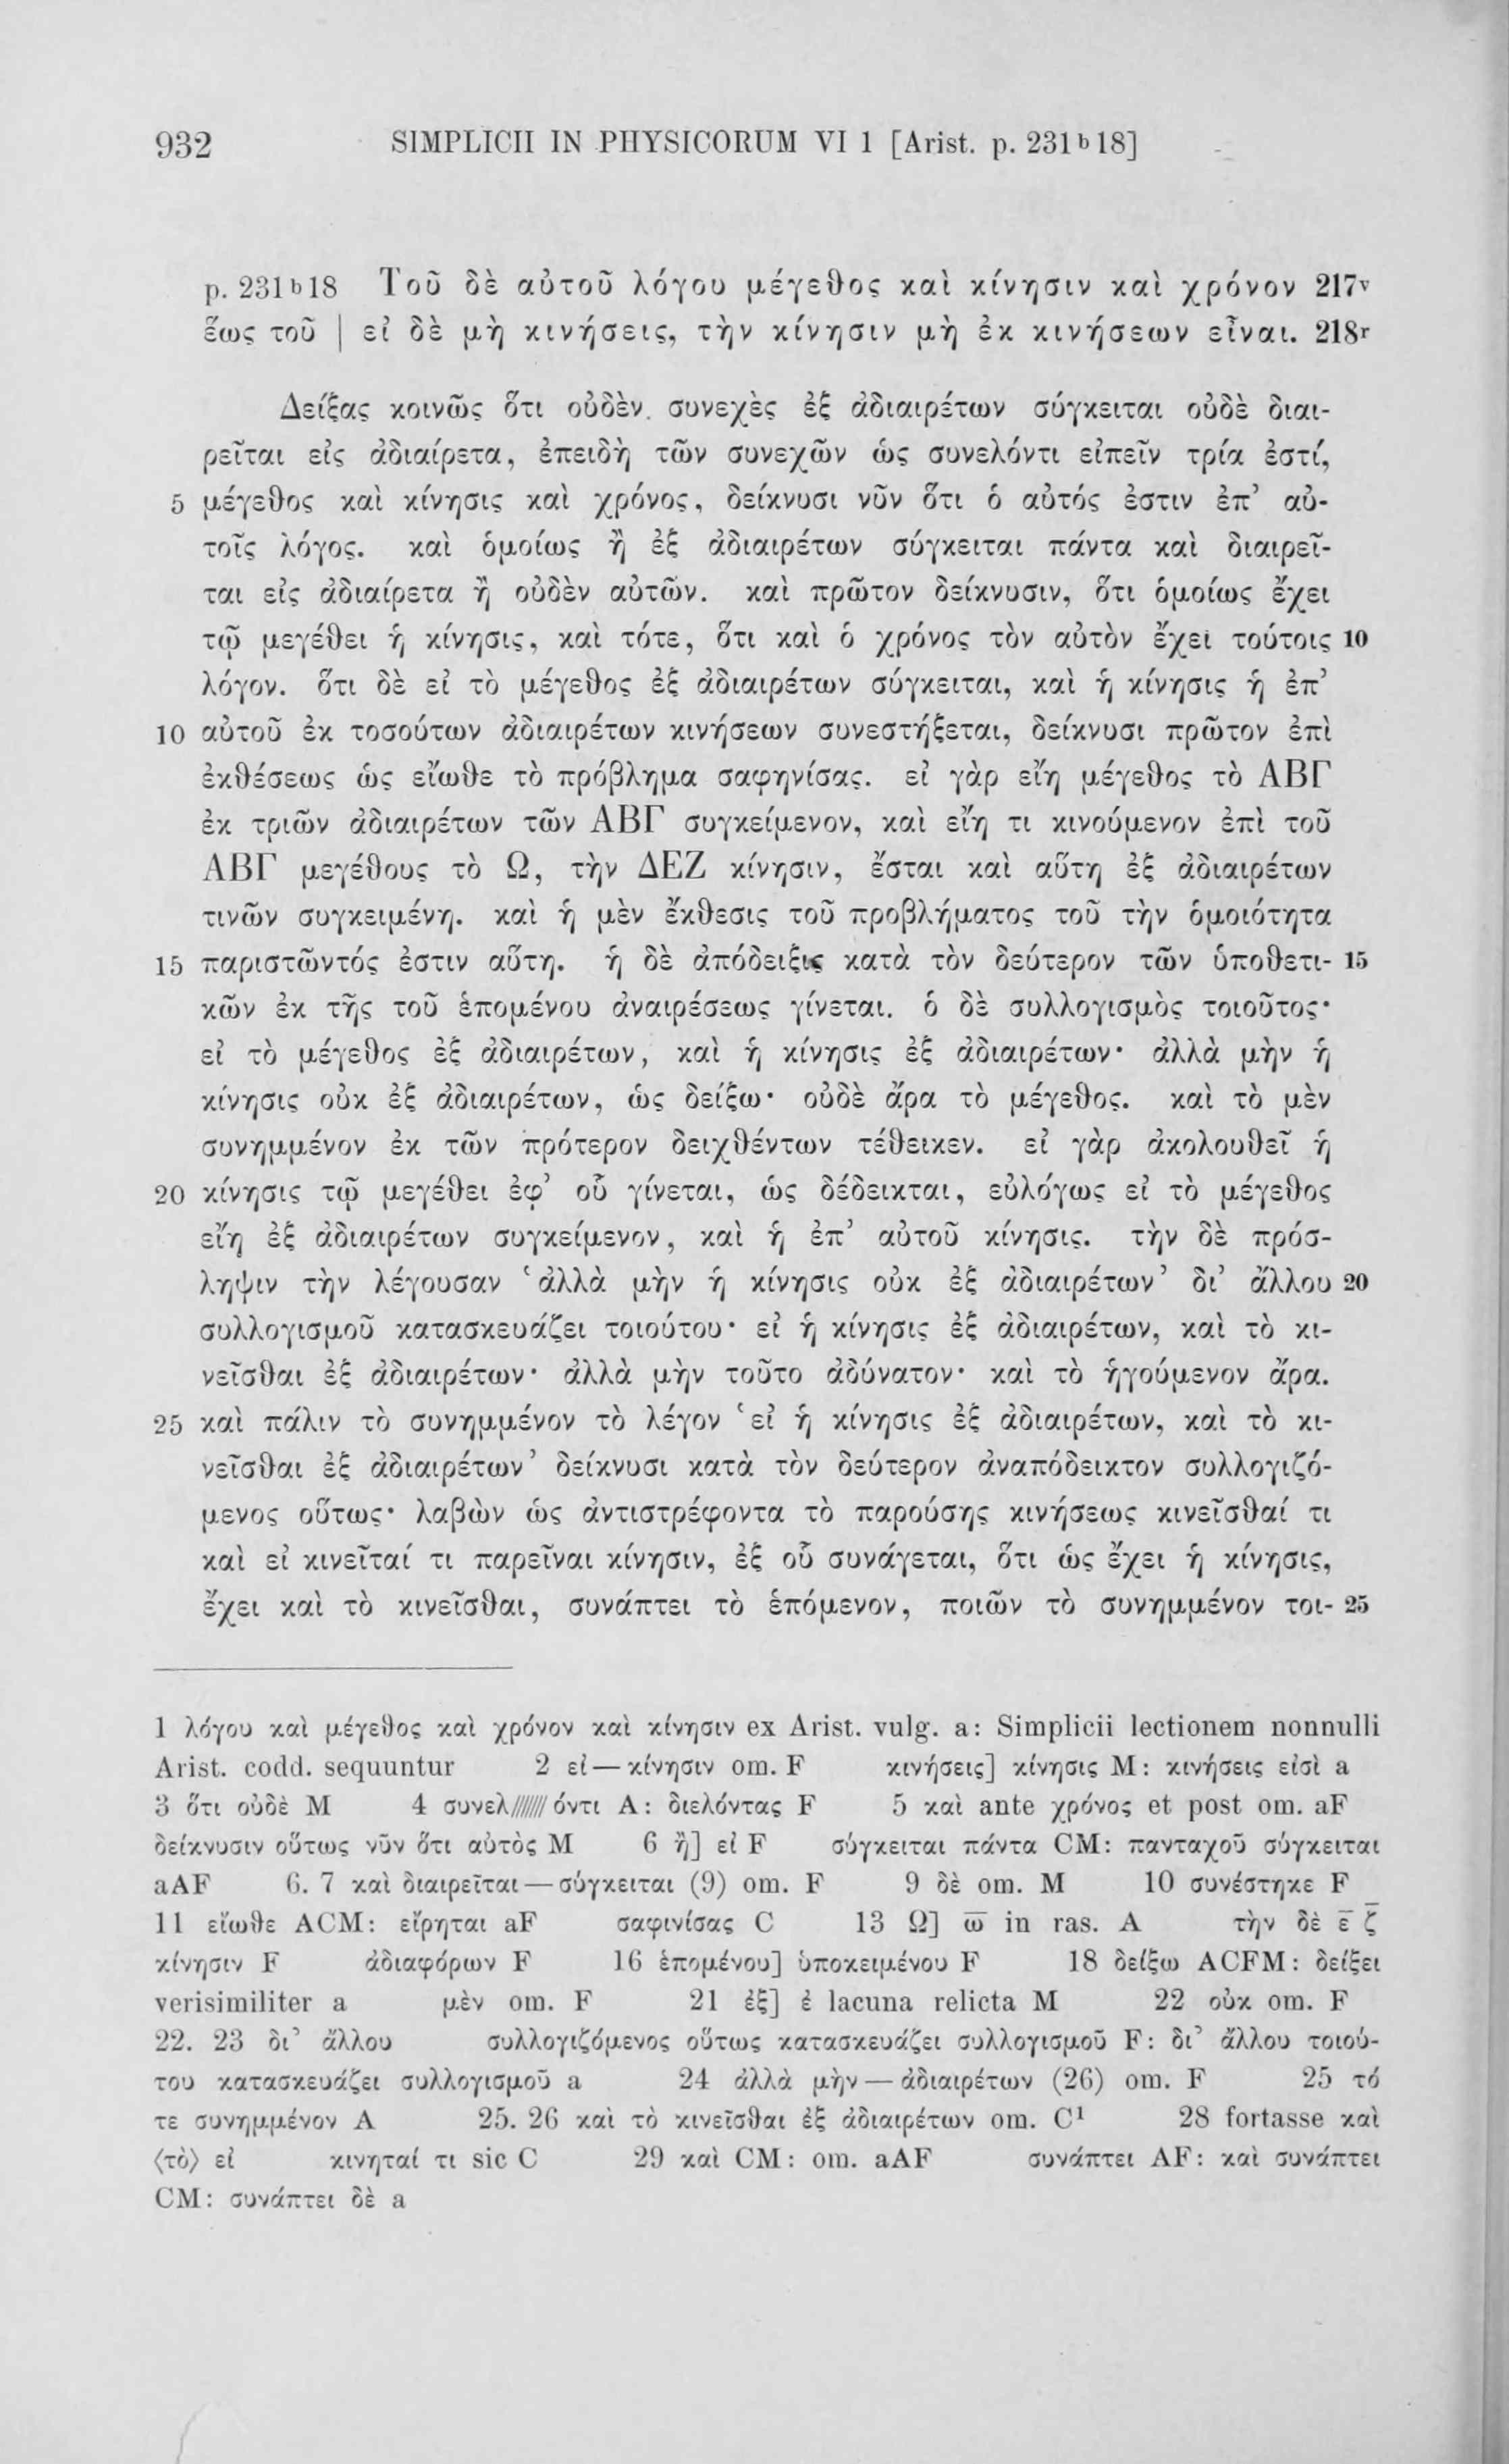 932 SIMPLICII IN PHYSICORUM VI 1 [Arist. p. 231ᵇ18]
p. 231ᵇ18 Τοῦ δὲ αὐτοῦ λόγου μέγεθος καὶ κίνησιν καὶ χρόνον 217ᵛ
ἕως τοῦ | εἰ δὲ μὴ κινήσεις, τὴν κίνησιν μὴ ἐκ κινήσεων εἶναι. 218ʳ
Δείξας κοινῶς ὅτι οὐδὲν συνεχὲς ἐξ ἀδιαιρέτων σύγκειται οὐδὲ διαι-
ρεῖται εἰς ἀδιαίρετα, ἐπειδὴ τῶν συνεχῶν ὡς συνελόντι εἰπεῖν τρία ἐστί,
5 μέγεθος καὶ κίνησις καὶ χρόνος, δείκνυσι νῦν ὅτι ὁ αὐτός ἐστιν ἐπ’ αὐ-
τοῖς λόγος. καὶ ὁμοίως ἢ ἐξ ἀδιαιρέτων σύγκειται πάντα καὶ διαιρεῖ-
ται εἰς ἀδιαίρετα ἢ οὐδὲν αὐτῶν. καὶ πρῶτον δείκνυσιν, ὅτι ὁμοίως ἔχει
τῷ μεγέθει ἡ κίνησις, καὶ τότε, ὅτι καὶ ὁ χρόνος τὸν αὐτὸν ἔχει τούτοις 10
λόγον. ὅτι δὲ εἰ τὸ μέγεθος ἐξ ἀδιαιρέτων σύγκειται, καὶ ἡ κίνησις ἡ ἐπ’
10 αὐτοῦ ἐκ τοσούτων ἀδιαιρέτων κινήσεων συνεστήξεται, δείκνυσι πρῶτον ἐπὶ
ἐκθέσεως ὡς εἴωθε τὸ πρόβλημα σαφηνίσας. εἰ γὰρ εἴη μέγεθος τὸ ΑΒΓ
ἐκ τριῶν ἀδιαιρέτων τῶν ΑΒΓ συγκείμενον, καὶ εἴη τι κινούμενον ἐπὶ τοῦ
ΑΒΓ μεγέθους τὸ Ω, τὴν ΔΕΖ κίνησιν, ἔσται καὶ αὕτη ἐξ ἀδιαιρέτων
τινῶν συγκειμένη. καὶ ἡ μὲν ἔκθεσις τοῦ προβλήματος τοῦ τὴν ὁμοιότητα
15 παριστῶντός ἐστιν αὕτη. ἡ δὲ ἀπόδειξις κατὰ τὸν δεύτερον τῶν ὑποθετι- 15
κῶν ἐκ τῆς τοῦ ἑπομένου ἀναιρέσεως γίνεται. ὁ δὲ συλλογισμὸς τοιοῦτος·
εἰ τὸ μέγεθος ἐξ ἀδιαιρέτων, καὶ ἡ κίνησις ἐξ ἀδιαιρέτων· ἀλλὰ μὴν ἡ
κίνησις οὐκ ἐξ ἀδιαιρέτων, ὡς δείξω· οὐδὲ ἄρα τὸ μέγεθος. καὶ τὸ μὲν
συνημμένον ἐκ τῶν πρότερον δειχθέντων τέθεικεν. εἰ γὰρ ἀκολουθεῖ ἡ
20 κίνησις τῷ μεγέθει ἐφ’ οὗ γίνεται, ὡς δέδεικται, εὐλόγως εἰ τὸ μέγεθος
εἴη ἐξ ἀδιαιρέτων συγκείμενον, καὶ ἡ ἐπ’ αὐτοῦ κίνησις. τὴν δὲ πρόσ-
ληψιν τὴν λέγουσαν ‘ἀλλὰ μὴν ἡ κίνησις οὐκ ἐξ ἀδιαιρέτων’ δι’ ἄλλου 20
συλλογισμοῦ κατασκευάζει τοιούτου· εἰ ἡ κίνησις ἐξ ἀδιαιρέτων, καὶ τὸ κι-
νεῖσθαι ἐξ ἀδιαιρέτων· ἀλλὰ μὴν τοῦτο ἀδύνατον· καὶ τὸ ἡγούμενον ἄρα.
25 καὶ πάλιν τὸ συνημμένον τὸ λέγον ‘εἰ ἡ κίνησις ἐξ ἀδιαιρέτων, καὶ τὸ κι-
νεῖσθαι ἐξ ἀδιαιρέτων’ δείκνυσι κατὰ τὸν δεύτερον ἀναπόδεικτον συλλογιζό-
μενος οὕτως· λαβὼν ὡς ἀντιστρέφοντα τὸ παρούσης κινήσεως κινεῖσθαί τι
καὶ εἰ κινεῖταί τι παρεῖναι κίνησιν, ἐξ οὗ συνάγεται, ὅτι ὡς ἔχει ἡ κίνησις,
ἔχει καὶ τὸ κινεῖσθαι, συνάπτει τὸ ἑπόμενον, ποιῶν τὸ συνημμένον τοι- 25
1 λόγου καὶ μέγεθος καὶ χρόνον καὶ κίνησιν ex Arist. vulg. a: Simplicii lectionem nonnulli
Arist. codd. sequuntur 2 εἰ — κίνησιν om. F κινήσεις] κίνησις M: κινήσεις εἰσὶ a
3 ὅτι οὐδὲ M 4 συνελ///////όντι A: διελόντας F 5 καὶ ante χρόνος et post om. aF
δείκνυσιν οὕτως νῦν ὅτι αὐτὸς M 6 ἢ] εἰ F σύγκειται πάντα CM: πανταχοῦ σύγκειται
aAF 6. 7 καὶ διαιρεῖται — σύγκειται (9) om. F 9 δὲ om. M 10 συνέστηκε F
11 εἴωθε ACM: εἴρηται aF σαφινίσας C 13 Ω] ω̅ in ras. A τὴν δὲ ε̅ ζ̅
κίνησιν F ἀδιαφόρων F 16 ἑπομένου] ὑποκειμένου F 18 δείξω ACFM: δείξει
verisimiliter a μὲν om. F 21 ἐξ] ἐ lacuna relicta M 22 οὐκ om. F
22. 23 δι’ ἄλλου συλλογιζόμενος οὕτως κατασκευάζει συλλογισμοῦ F: δι’ ἄλλου τοιού-
του κατασκευάζει συλλογισμοῦ a 24 ἀλλὰ μὴν — ἀδιαιρέτων (26) om. F 25 τό
τε συνημμένον A 25. 26 καὶ τὸ κινεῖσθαι ἐξ ἀδιαιρέτων om. C¹ 28 fortasse καὶ
⟨τὸ⟩ εἰ κινηταί τι sic C 29 καὶ CM: om. aAF συνάπτει AF: καὶ συνάπτει
CM: συνάπτει δὲ a